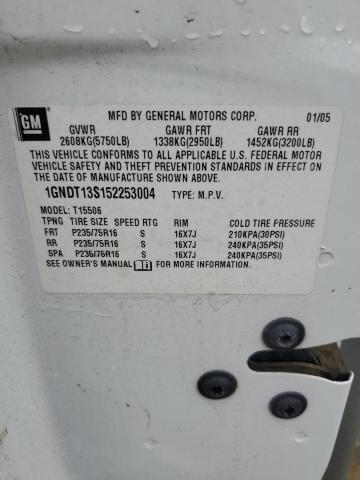 GM
MFD BY GENERAL MOTORS CORP. 01/05
GVWR GAWR FRT GAWR RR
2608KG(5750LB) 1338KG(2950LB) 1452KG(3200LB)
THIS VEHICLE CONFORMS TO ALL APPLICABLE U.S. FEDERAL MOTOR
VEHICLE SAFETY AND THEFT PREVENTION STANDARDS IN EFFECT ON
THE DATE OF MANUFACTURE SHOWN ABOVE.
1GNDT13S152253004 TYPE: M.P.V.
MODEL: T15506
TPNG TIRE SIZE SPEED RTG RIM COLD TIRE PRESSURE
FRT P235/75R16 S 16X7J 210KPA(30PSI)
RR P235/75R16 S 16X7J 240KPA(35PSI)
SPA P235/75R16 S 16X7J 240KPA(35PSI)
SEE OWNER'S MANUAL FOR MORE INFORMATION.